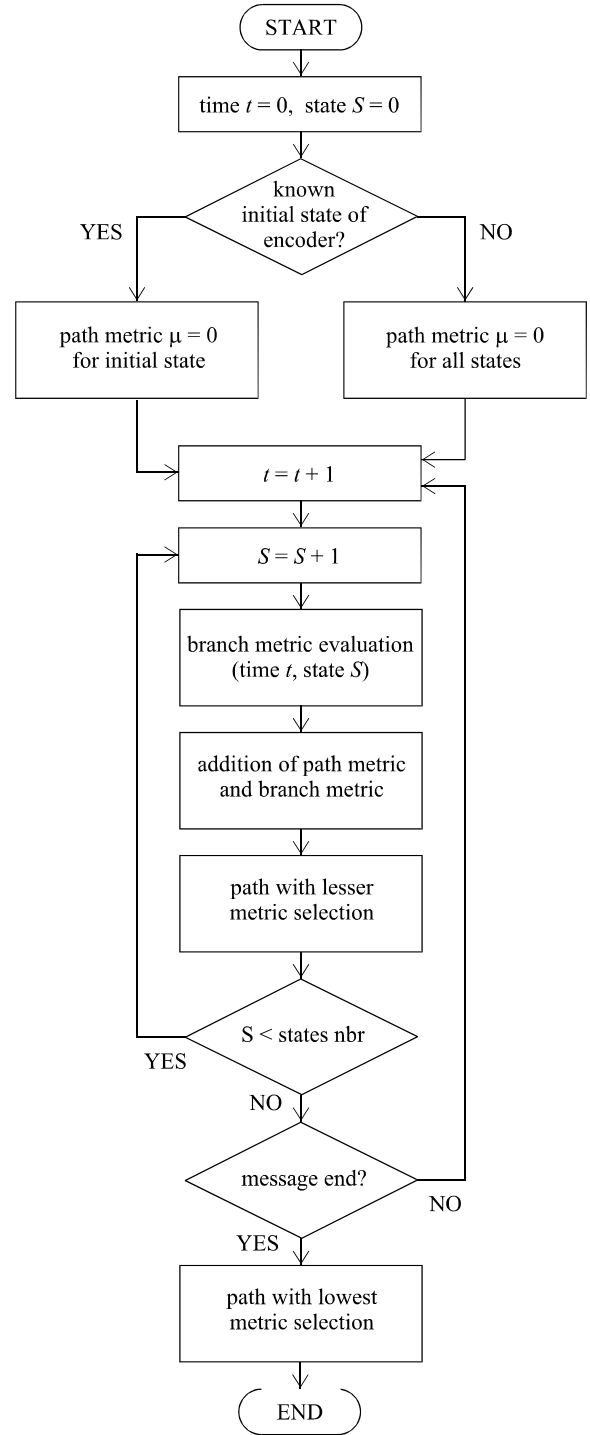 START
time t = 0, state S = 0
known
initial state of
encoder?
YES
NO
path metric μ = 0
for initial state
path metric μ = 0
for all states
t = t + 1
S = S + 1
branch metric evaluation
(time t, state S)
addition of path metric
and branch metric
path with lesser
metric selection
S < states nbr
YES
NO
message end?
NO
YES
path with lowest
metric selection
END